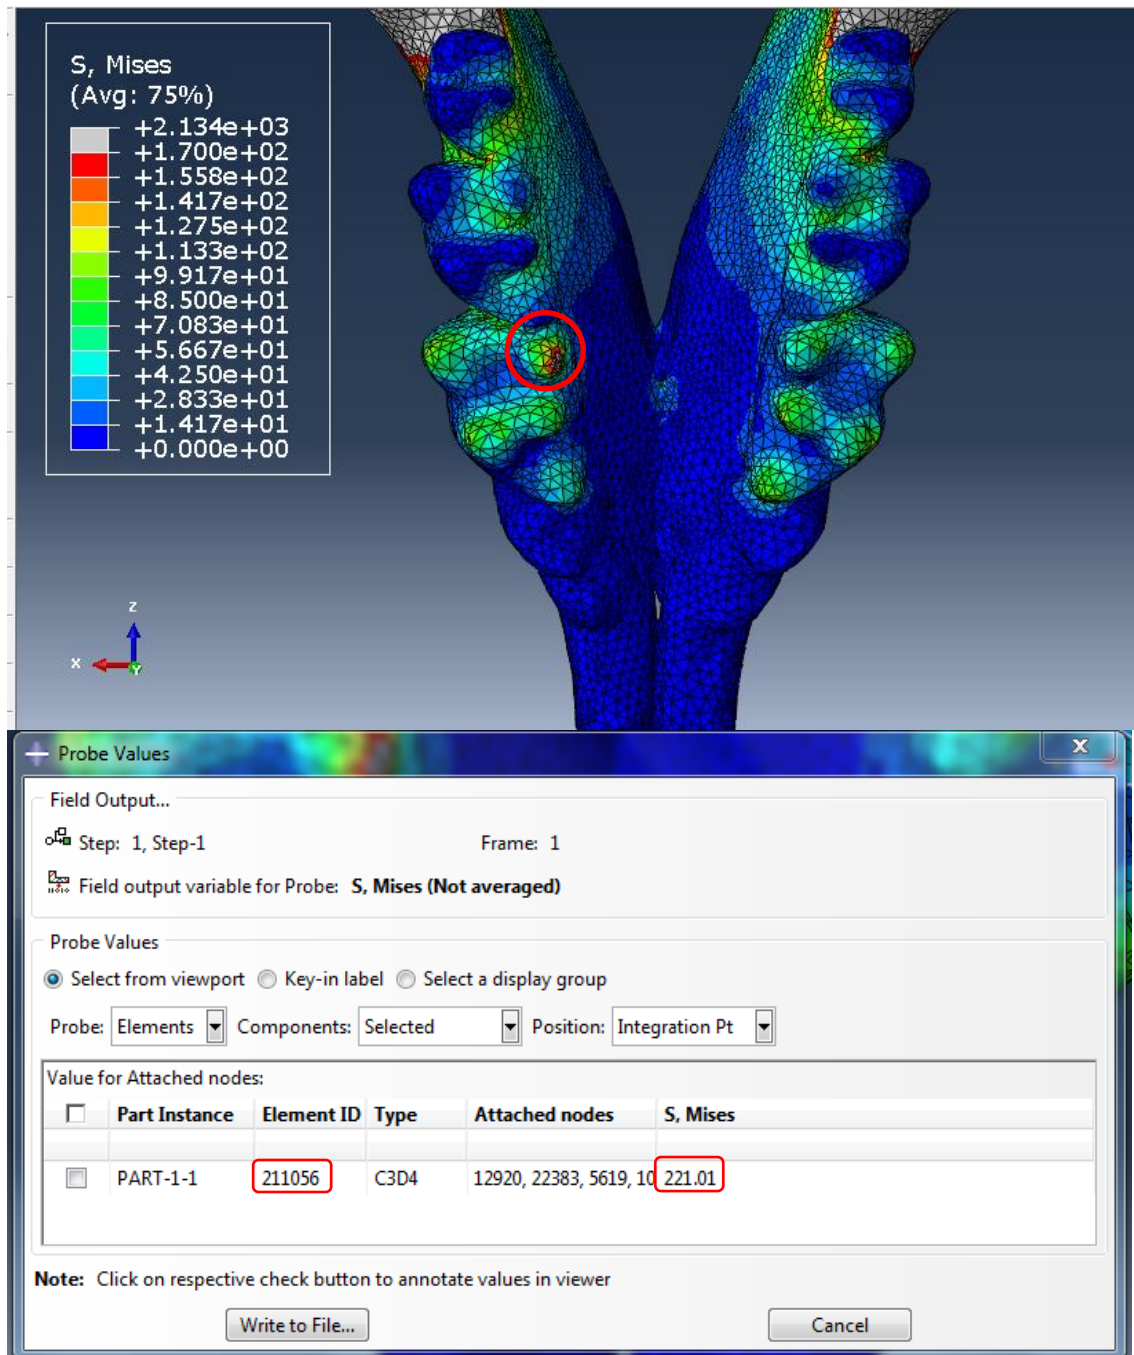 S, Mises
(Avg: 75%)
+2.134e+03
+1.700e+02
+1.558e+02
+1.417e+02
+1.275e+02
+1.133e+02
+9.917e+01
+8.500e+01
+7.083e+01
+5.667e+01
+4.250e+01
+2.833e+01
+1.417e+01
+0.000e+00
Z
X
Y
Probe Values
Field Output...
Step: 1, Step-1 Frame: 1
Field output variable for Probe: S, Mises (Not averaged)
Probe Values
Select from viewport Key-in label Select a display group
Probe: Elements Components: Selected Position: Integration Pt
Value for Attached nodes:
Part Instance Element ID Type Attached nodes S, Mises
PART-1-1 211056 C3D4 12920, 22383, 5619, 10 221.01
Note: Click on respective check button to annotate values in viewer
Write to File... Cancel